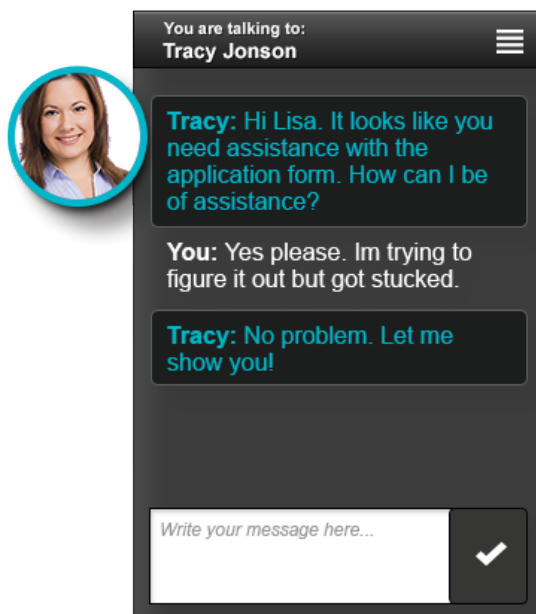 You are talking to:
Tracy Jonson
Tracy: Hi Lisa. It looks like you
need assistance with the
application form. How can I be
of assistance?
You: Yes please. Im trying to
figure it out but got stucked.
Tracy: No problem. Let me
show you!
Write your message here...